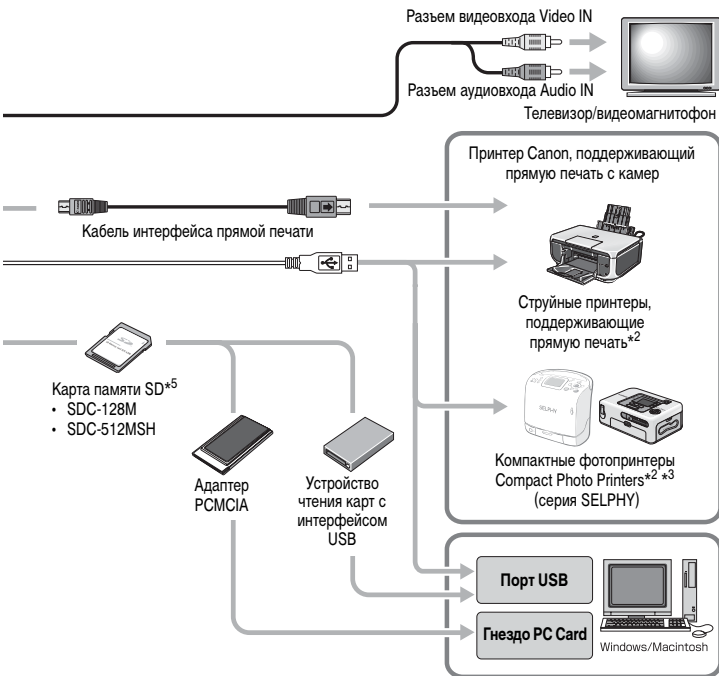 Разъем видеовхода Video IN
Разъем аудиовхода Audio IN
Телевизор/видеомагнитофон
Принтер Canon, поддерживающий
прямую печать с камер
Кабель интерфейса прямой печати
Струйные принтеры,
поддерживающие
прямую печать*2
Карта памяти SD*5
• SDC-128M
• SDC-512MSH
SELPHY
Компактные фотопринтеры
Compact Photo Printers*2 *3
(серия SELPHY)
Адаптер
PCMCIA
Устройство
чтения карт с
интерфейсом
USB
Порт USB
Гнездо PC Card
Windows/Macintosh